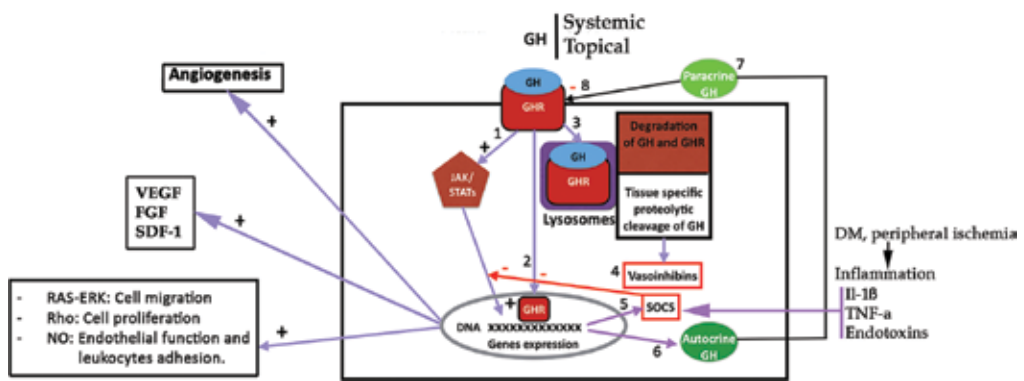 GH
Systemic
Topical
Angiogenesis
+
VEGF
FGF
SDF-1
+
- RAS-ERK: Cell migration
- Rho: Cell proliferation
- NO: Endothelial function and
leukocytes adhesion.
+
GH
GHR
- 8
Paracrine
GH
7
1
+
3
JAK/
STATs
GH
GHR
Lysosomes
Degradation
of GH and GHR
Tissue specific
proteolytic
cleavage of GH
2
4
Vasoinhibins
-
-
+
GHR
DNA XXXXXXXXXXXXX
Genes expression
5
SOCS
6
Autocrine
GH
DM, peripheral ischemia
Inflammation
Il-1ß
TNF-a
Endotoxins